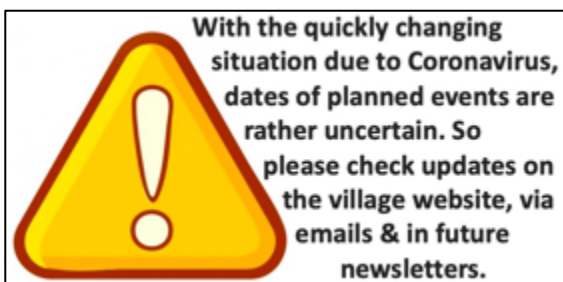 With the quickly changing
situation due to Coronavirus,
dates of planned events are
rather uncertain. So
please check updates on
the village website, via
emails & in future
newsletters.